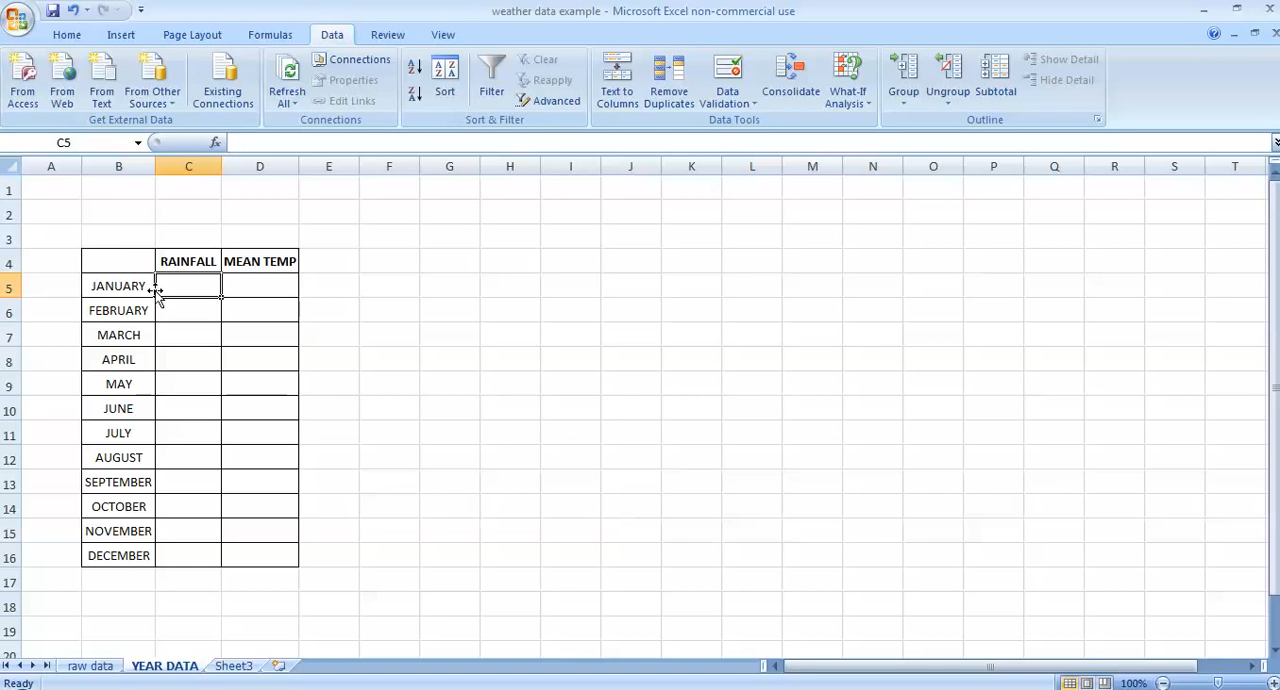 weather data example - Microsoft Excel non-commercial use
Home Insert Page Layout Formulas Data Review View
From Access
From Web
From Text
From Other Sources
Existing Connections
Get External Data
Refresh All
Connections
Properties
Edit Links
Connections
Sort
Filter
Clear
Reapply
Advanced
Sort & Filter
Text to Columns
Remove Duplicates
Data Validation
Consolidate
What-If Analysis
Data Tools
Group
Ungroup
Subtotal
Show Detail
Hide Detail
Outline
C5 fx
A B C D E F G H I J K L M N O P Q R S T
1
2
3
4 RAINFALL MEAN TEMP
5 JANUARY
6 FEBRUARY
7 MARCH
8 APRIL
9 MAY
10 JUNE
11 JULY
12 AUGUST
13 SEPTEMBER
14 OCTOBER
15 NOVEMBER
16 DECEMBER
17
18
19
20
raw data YEAR DATA Sheet3
Ready 100%